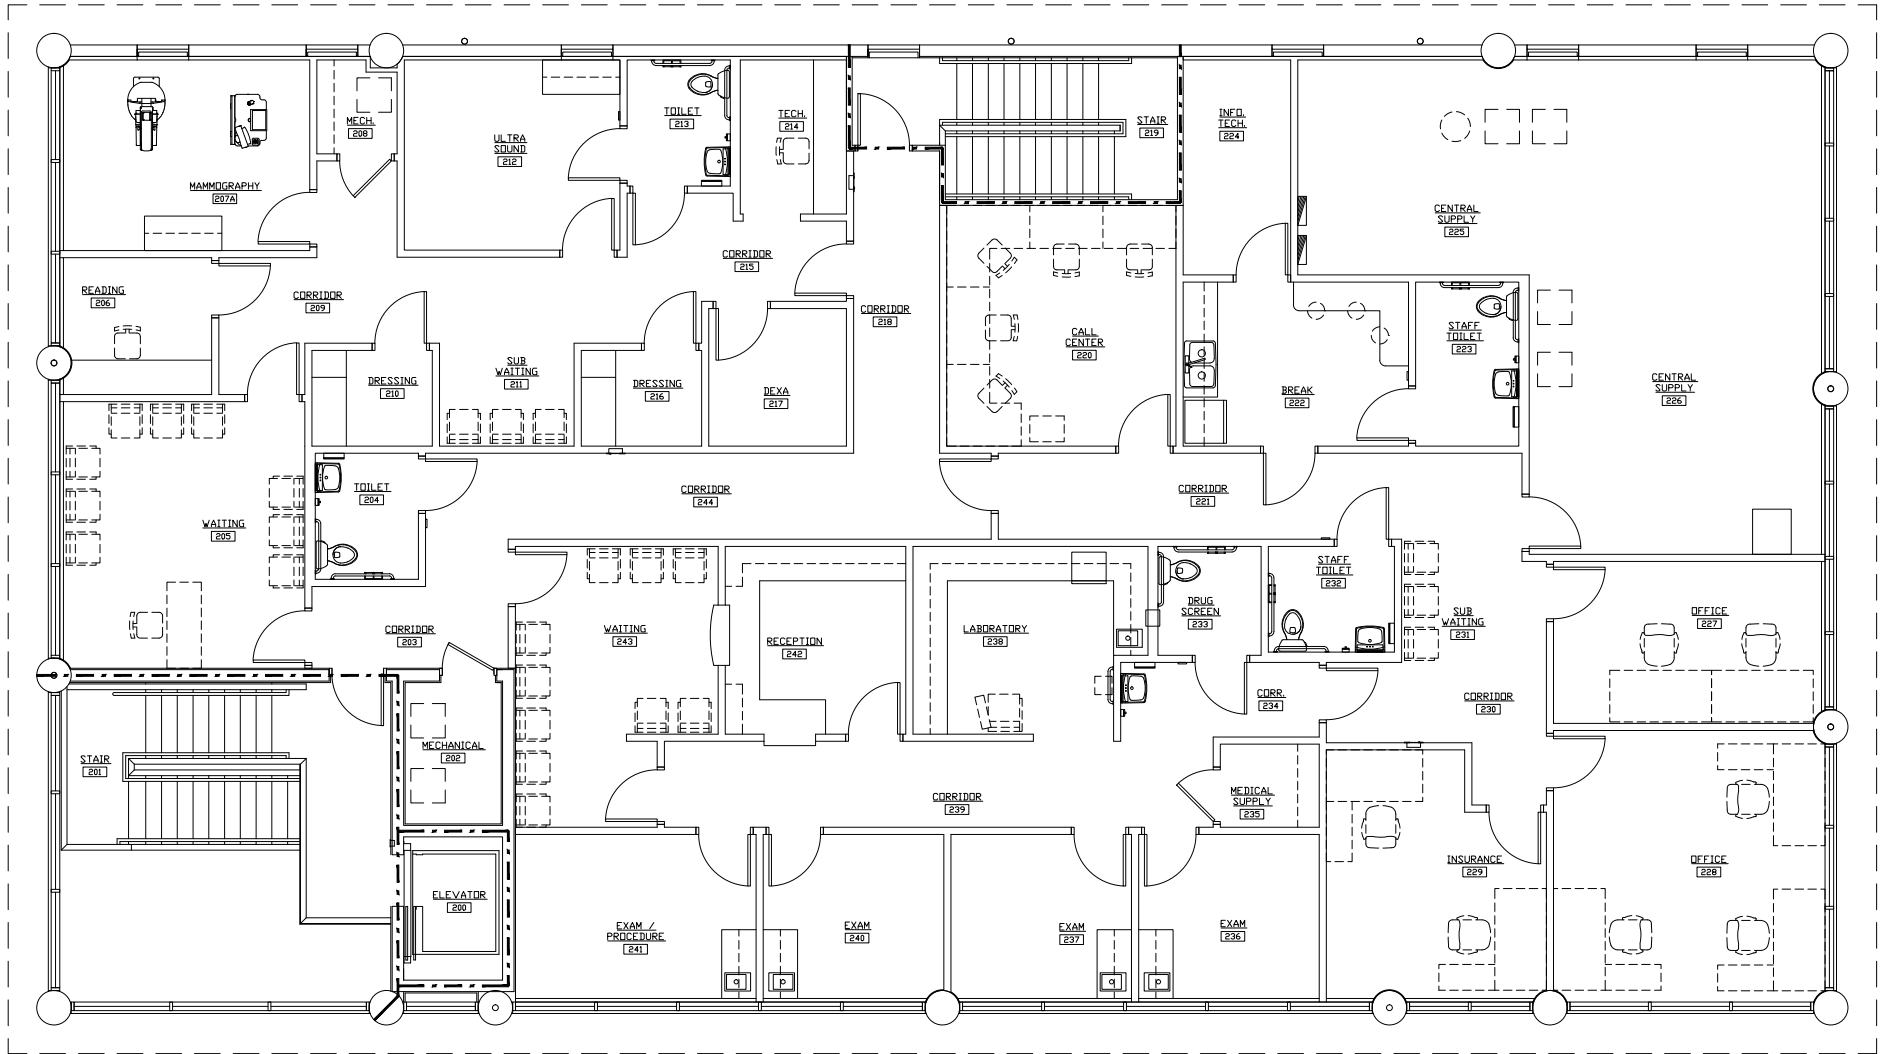 MECH.
208
TOILET
213
TECH.
214
STAIR
219
INFO.
TECH.
224
ULTRA
SOUND
212
MAMMOGRAPHY
207A
CENTRAL
SUPPLY
225
CORRIDOR
215
READING
206
CORRIDOR
209
CORRIDOR
218
CALL
CENTER
220
STAFF
TOILET
223
SUB
WAITING
211
DRESSING
210
DRESSING
216
DEXA
217
BREAK
222
CENTRAL
SUPPLY
226
TOILET
204
CORRIDOR
244
CORRIDOR
221
WAITING
205
STAFF
TOILET
232
DRUG
SCREEN
233
SUB
WAITING
231
OFFICE
227
CORRIDOR
203
WAITING
243
RECEPTION
242
LABORATORY
238
CORR.
234
CORRIDOR
230
STAIR
201
MECHANICAL
202
CORRIDOR
239
MEDICAL
SUPPLY
235
INSURANCE
229
OFFICE
228
ELEVATOR
200
EXAM /
PROCEDURE
241
EXAM
240
EXAM
237
EXAM
236